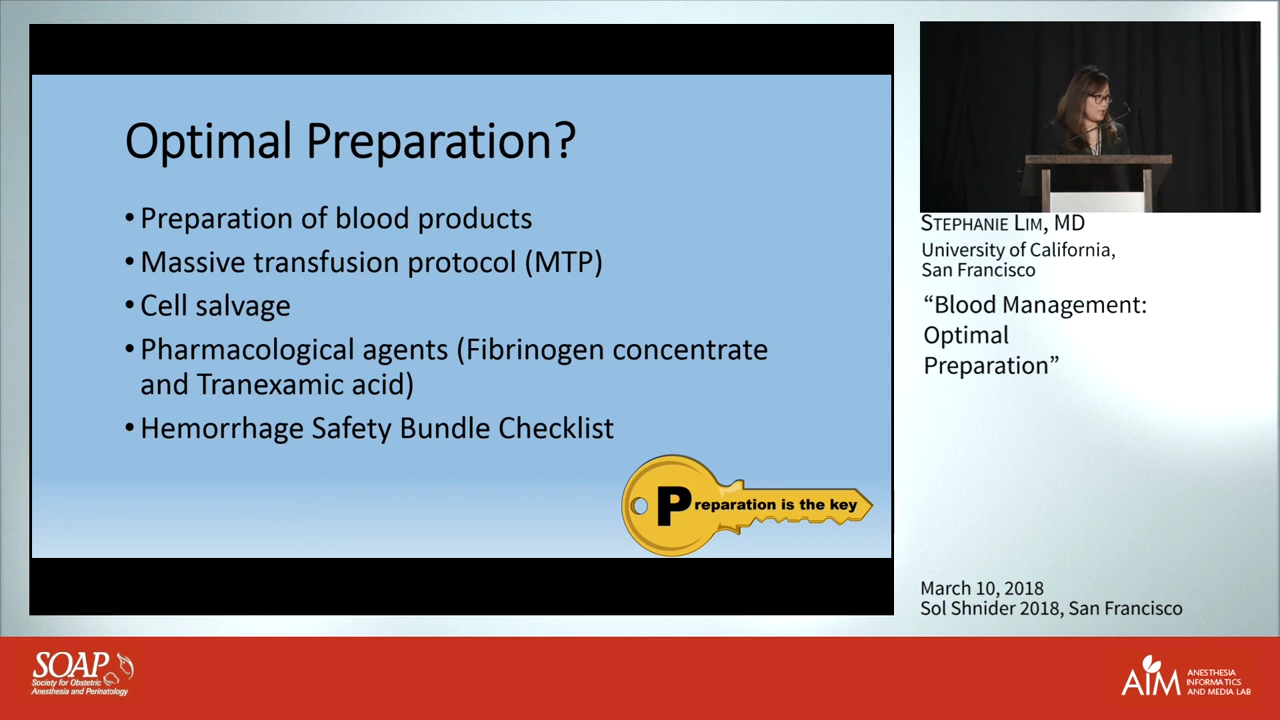 Optimal Preparation?
• Preparation of blood products
• Massive transfusion protocol (MTP)
• Cell salvage
• Pharmacological agents (Fibrinogen concentrate
and Tranexamic acid)
• Hemorrhage Safety Bundle Checklist
Preparation is the key
STEPHANIE LIM, MD
University of California,
San Francisco
“Blood Management:
Optimal
Preparation”
March 10, 2018
Sol Shnider 2018, San Francisco
SOAP
Society for Obstetric
Anesthesia and Perinatology
AIM
ANESTHESIA
INFORMATICS
AND MEDIA LAB